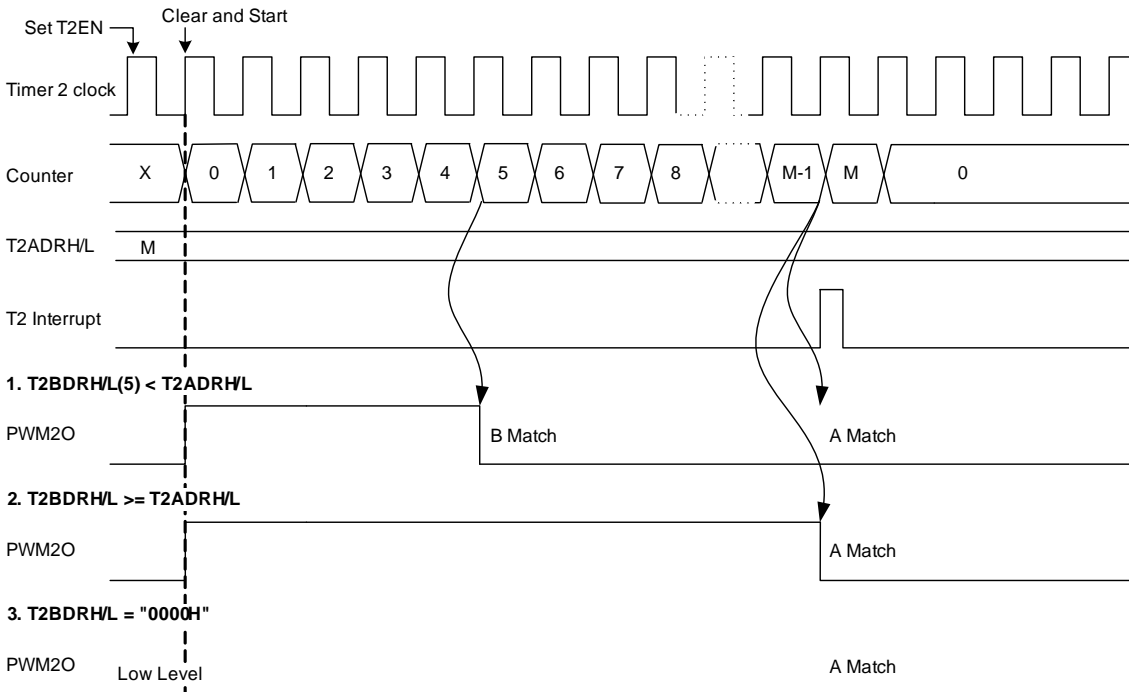 Set T2EN
Clear and Start
Timer 2 clock
Counter X 0 1 2 3 4 5 6 7 8 M-1 M 0
T2ADRH/L M
T2 Interrupt
1. T2BDRH/L(5) < T2ADRH/L
PWM2O B Match A Match
2. T2BDRH/L >= T2ADRH/L
PWM2O A Match
3. T2BDRH/L = "0000H"
PWM2O Low Level A Match